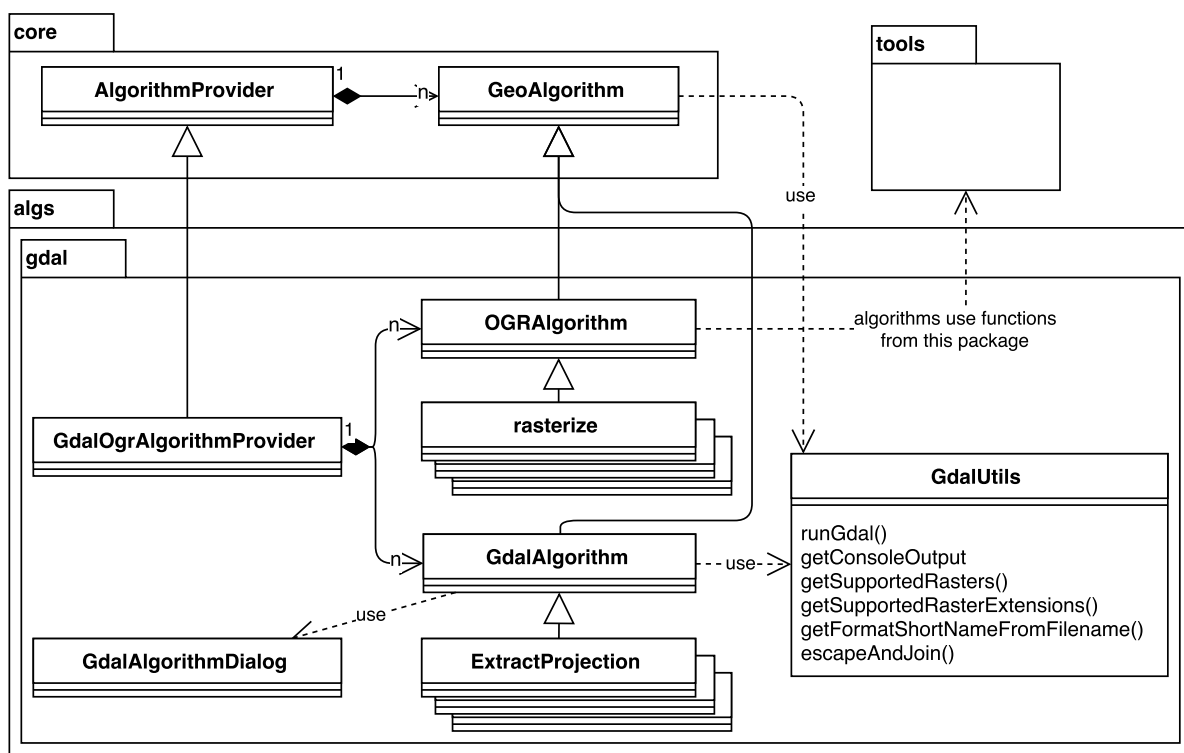 core
tools
AlgorithmProvider
1
n
GeoAlgorithm
use
algs
gdal
OGRAlgorithm
n
algorithms use functions
from this package
rasterize
GdalOgrAlgorithmProvider
1
GdalUtils
runGdal()
getConsoleOutput
getSupportedRasters()
getSupportedRasterExtensions()
getFormatShortNameFromFilename()
escapeAndJoin()
n
GdalAlgorithm
use
use
GdalAlgorithmDialog
ExtractProjection